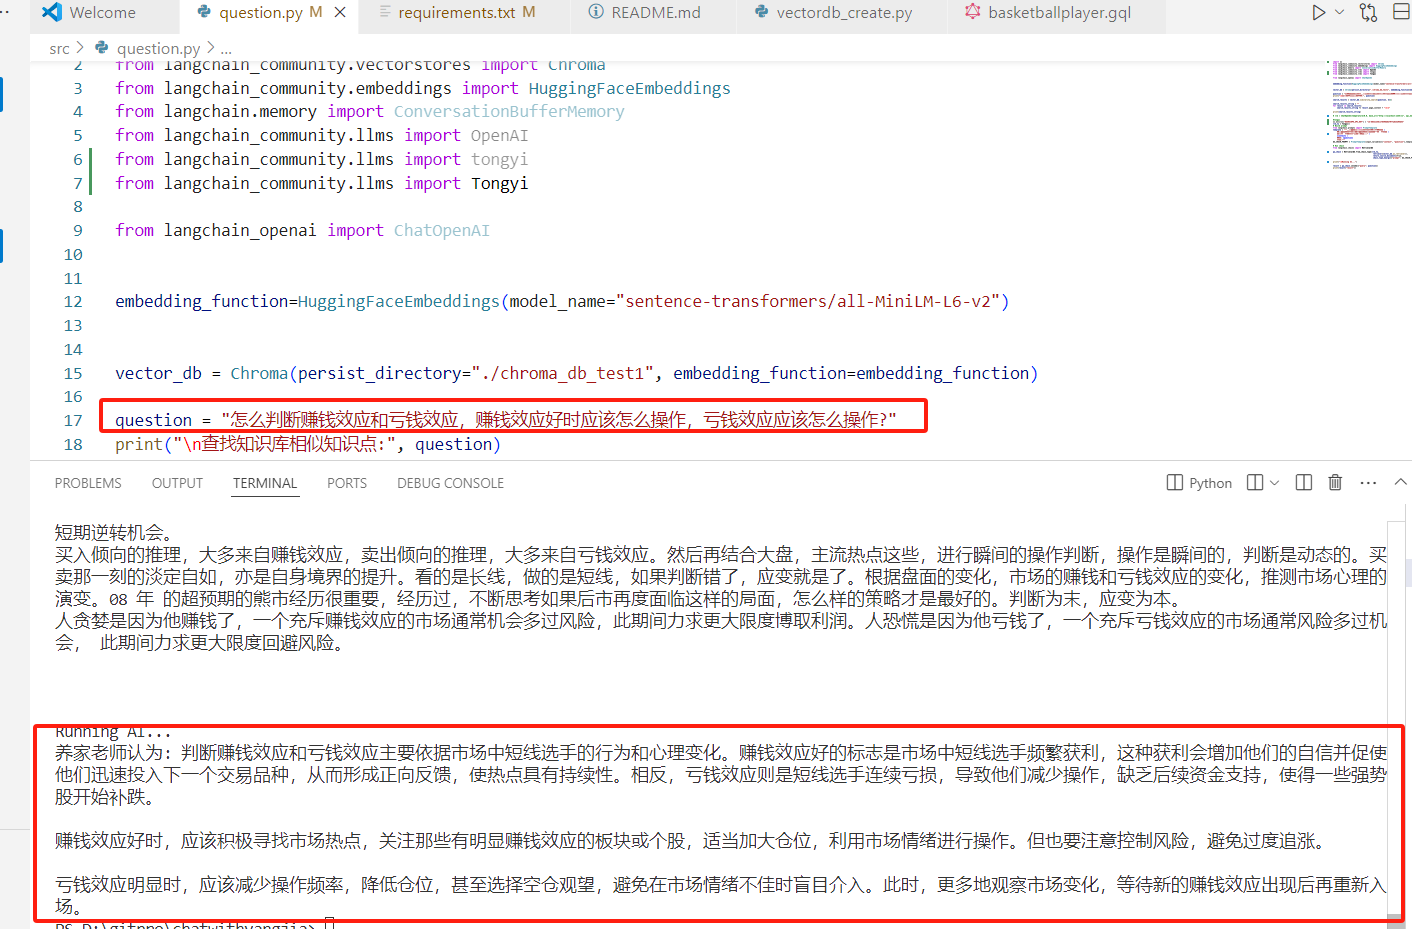 Welcome
question.py M
requirements.txt M
README.md
vectordb_create.py
basketballplayer.gql
src > question.py > ...
2 from langchain_community.vectorstores import Chroma
3 from langchain_community.embeddings import HuggingFaceEmbeddings
4 from langchain.memory import ConversationBufferMemory
5 from langchain_community.llms import OpenAI
6 from langchain_community.llms import tongyi
7 from langchain_community.llms import Tongyi
8
9 from langchain_openai import ChatOpenAI
10
11
12 embedding_function=HuggingFaceEmbeddings(model_name="sentence-transformers/all-MiniLM-L6-v2")
13
14
15 vector_db = Chroma(persist_directory="./chroma_db_test1", embedding_function=embedding_function)
16
17 question = "怎么判断赚钱效应和亏钱效应，赚钱效应好时应该怎么操作，亏钱效应应该怎么操作?"
18 print("\n查找知识库相似知识点:", question)
PROBLEMS OUTPUT TERMINAL PORTS DEBUG CONSOLE
Python
短期逆转机会。
买入倾向的推理，大多来自赚钱效应，卖出倾向的推理，大多来自亏钱效应。然后再结合大盘，主流热点这些，进行瞬间的操作判断，操作是瞬间的，判断是动态的。买
卖那一刻的淡定自如，亦是自身境界的提升。看的是长线，做的是短线，如果判断错了，应变就是了。根据盘面的变化，市场的赚钱和亏钱效应的变化，推测市场心理的
演变。08 年 的超预期的熊市经历很重要，经历过，不断思考如果后市再度面临这样的局面，怎么样的策略才是最好的。判断为末，应变为本。
人贪婪是因为他赚钱了，一个充斥赚钱效应的市场通常机会多过风险，此期间力求更大限度博取利润。人恐慌是因为他亏钱了，一个充斥亏钱效应的市场通常风险多过机
会， 此期间力求更大限度回避风险。
Running AI...
养家老师认为：判断赚钱效应和亏钱效应主要依据市场中短线选手的行为和心理变化。赚钱效应好的标志是市场中短线选手频繁获利，这种获利会增加他们的自信并促使
他们迅速投入下一个交易品种，从而形成正向反馈，使热点具有持续性。相反，亏钱效应则是短线选手连续亏损，导致他们减少操作，缺乏后续资金支持，使得一些强势
股开始补跌。
赚钱效应好时，应该积极寻找市场热点，关注那些有明显赚钱效应的板块或个股，适当加大仓位，利用市场情绪进行操作。但也要注意控制风险，避免过度追涨。
亏钱效应明显时，应该减少操作频率，降低仓位，甚至选择空仓观望，避免在市场情绪不佳时盲目介入。此时，更多地观察市场变化，等待新的赚钱效应出现后再重新入
场。
PS D:\gitpro\chatwithyangjia>